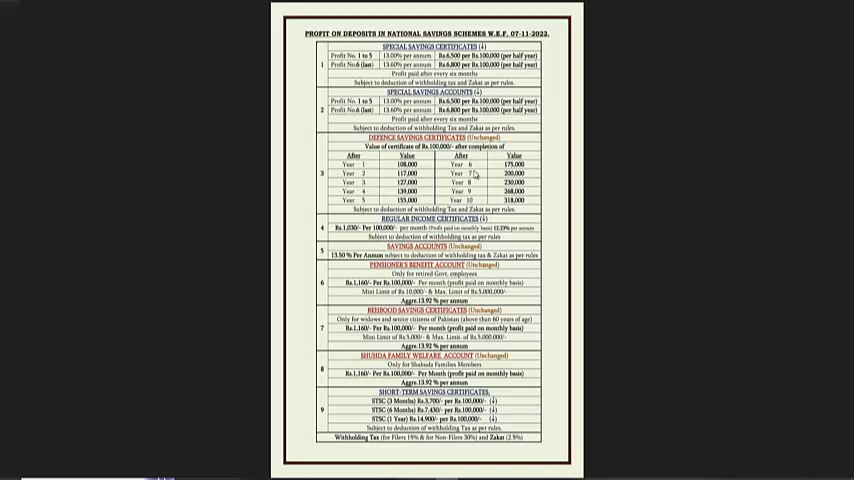 PROFIT ON DEPOSITS IN NATIONAL SAVINGS SCHEMES W.E.F. 07-11-2022.
SPECIAL SAVINGS CERTIFICATES (↓)
1
Profit No. 1 to 5 13.00% per annum Rs.6,500 per Rs.100,000 (per half year)
Profit No.6 (last) 13.60% per annum Rs.6,800 per Rs.100,000 (per half year)
Profit paid after every six months
Subject to deduction of withholding Tax and Zakat as per rules.
SPECIAL SAVINGS ACCOUNTS (↓)
2
Profit No. 1 to 5 13.00% per annum Rs.6,500 per Rs.100,000 (per half year)
Profit No.6 (last) 13.60% per annum Rs.6,800 per Rs.100,000 (per half year)
Profit paid after every six months
Subject to deduction of withholding Tax and Zakat as per rules.
DEFENCE SAVINGS CERTIFICATES (Unchanged)
Value of certificate of Rs.100,000/- after completion of
3
After Value After Value
Year 1 108,000 Year 6 175,000
Year 2 117,000 Year 7 200,000
Year 3 127,000 Year 8 230,000
Year 4 139,000 Year 9 268,000
Year 5 155,000 Year 10 318,000
Subject to deduction of withholding Tax and Zakat as per rules.
REGULAR INCOME CERTIFICATES (↓)
4
Rs.1,030/- Per 100,000/- per month (Profit paid on monthly basis) per annum
Subject to deduction of withholding tax as per rules
SAVINGS ACCOUNTS (Unchanged)
5
13.50 % Per Annum subject to deduction of withholding tax & Zakat as per rules
PENSIONER'S BENEFIT ACCOUNT (Unchanged)
Only for retired Govt. employees
6
Rs.1,160/- Per Rs.100,000/- Per month (profit paid on monthly basis)
Mini Limit of Rs.10,000/- & Max. Limit of Rs.5,000,000/-
Aggre.13.92 % per annum
BEHBOOD SAVINGS CERTIFICATES (Unchanged)
Only for widows and senior citizens of Pakistan (above than 60 years of age)
7
Rs.1,160/- Per Rs.100,000/- Per month (profit paid on monthly basis)
Mini Limit of Rs.5,000/- & Max. Limit of Rs.5,000,000/-
Aggre.13.92 % per annum
SHUHDA FAMILY WELFARE ACCOUNT (Unchanged)
Only for Shahuda Families Members
8
Rs.1,160/- Per Rs.100,000/- Per Month (profit paid on monthly basis)
Aggre.13.92 % per annum
SHORT-TERM SAVINGS CERTIFICATES.
STSC (3 Months) Rs.3,700/- per Rs.100,000/- (↓)
9
STSC (6 Months) Rs.7,430/- per Rs.100,000/- (↓)
STSC (1 Year) Rs.14,900/- per Rs.100,000/- (↓)
Subject to deduction of withholding Tax as per rules.
Withholding Tax (for Filers 15% & for Non-Filers 30%) and Zakat (2.5%)